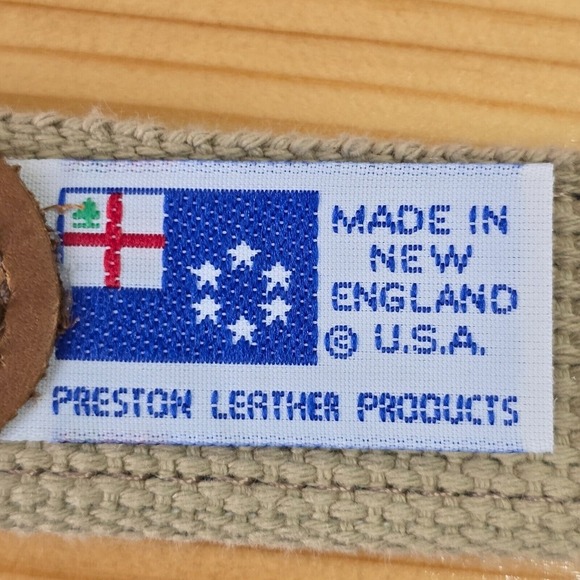 MADE IN
NEW
ENGLAND
© U.S.A.
PRESTON LEATHER PRODUCTS